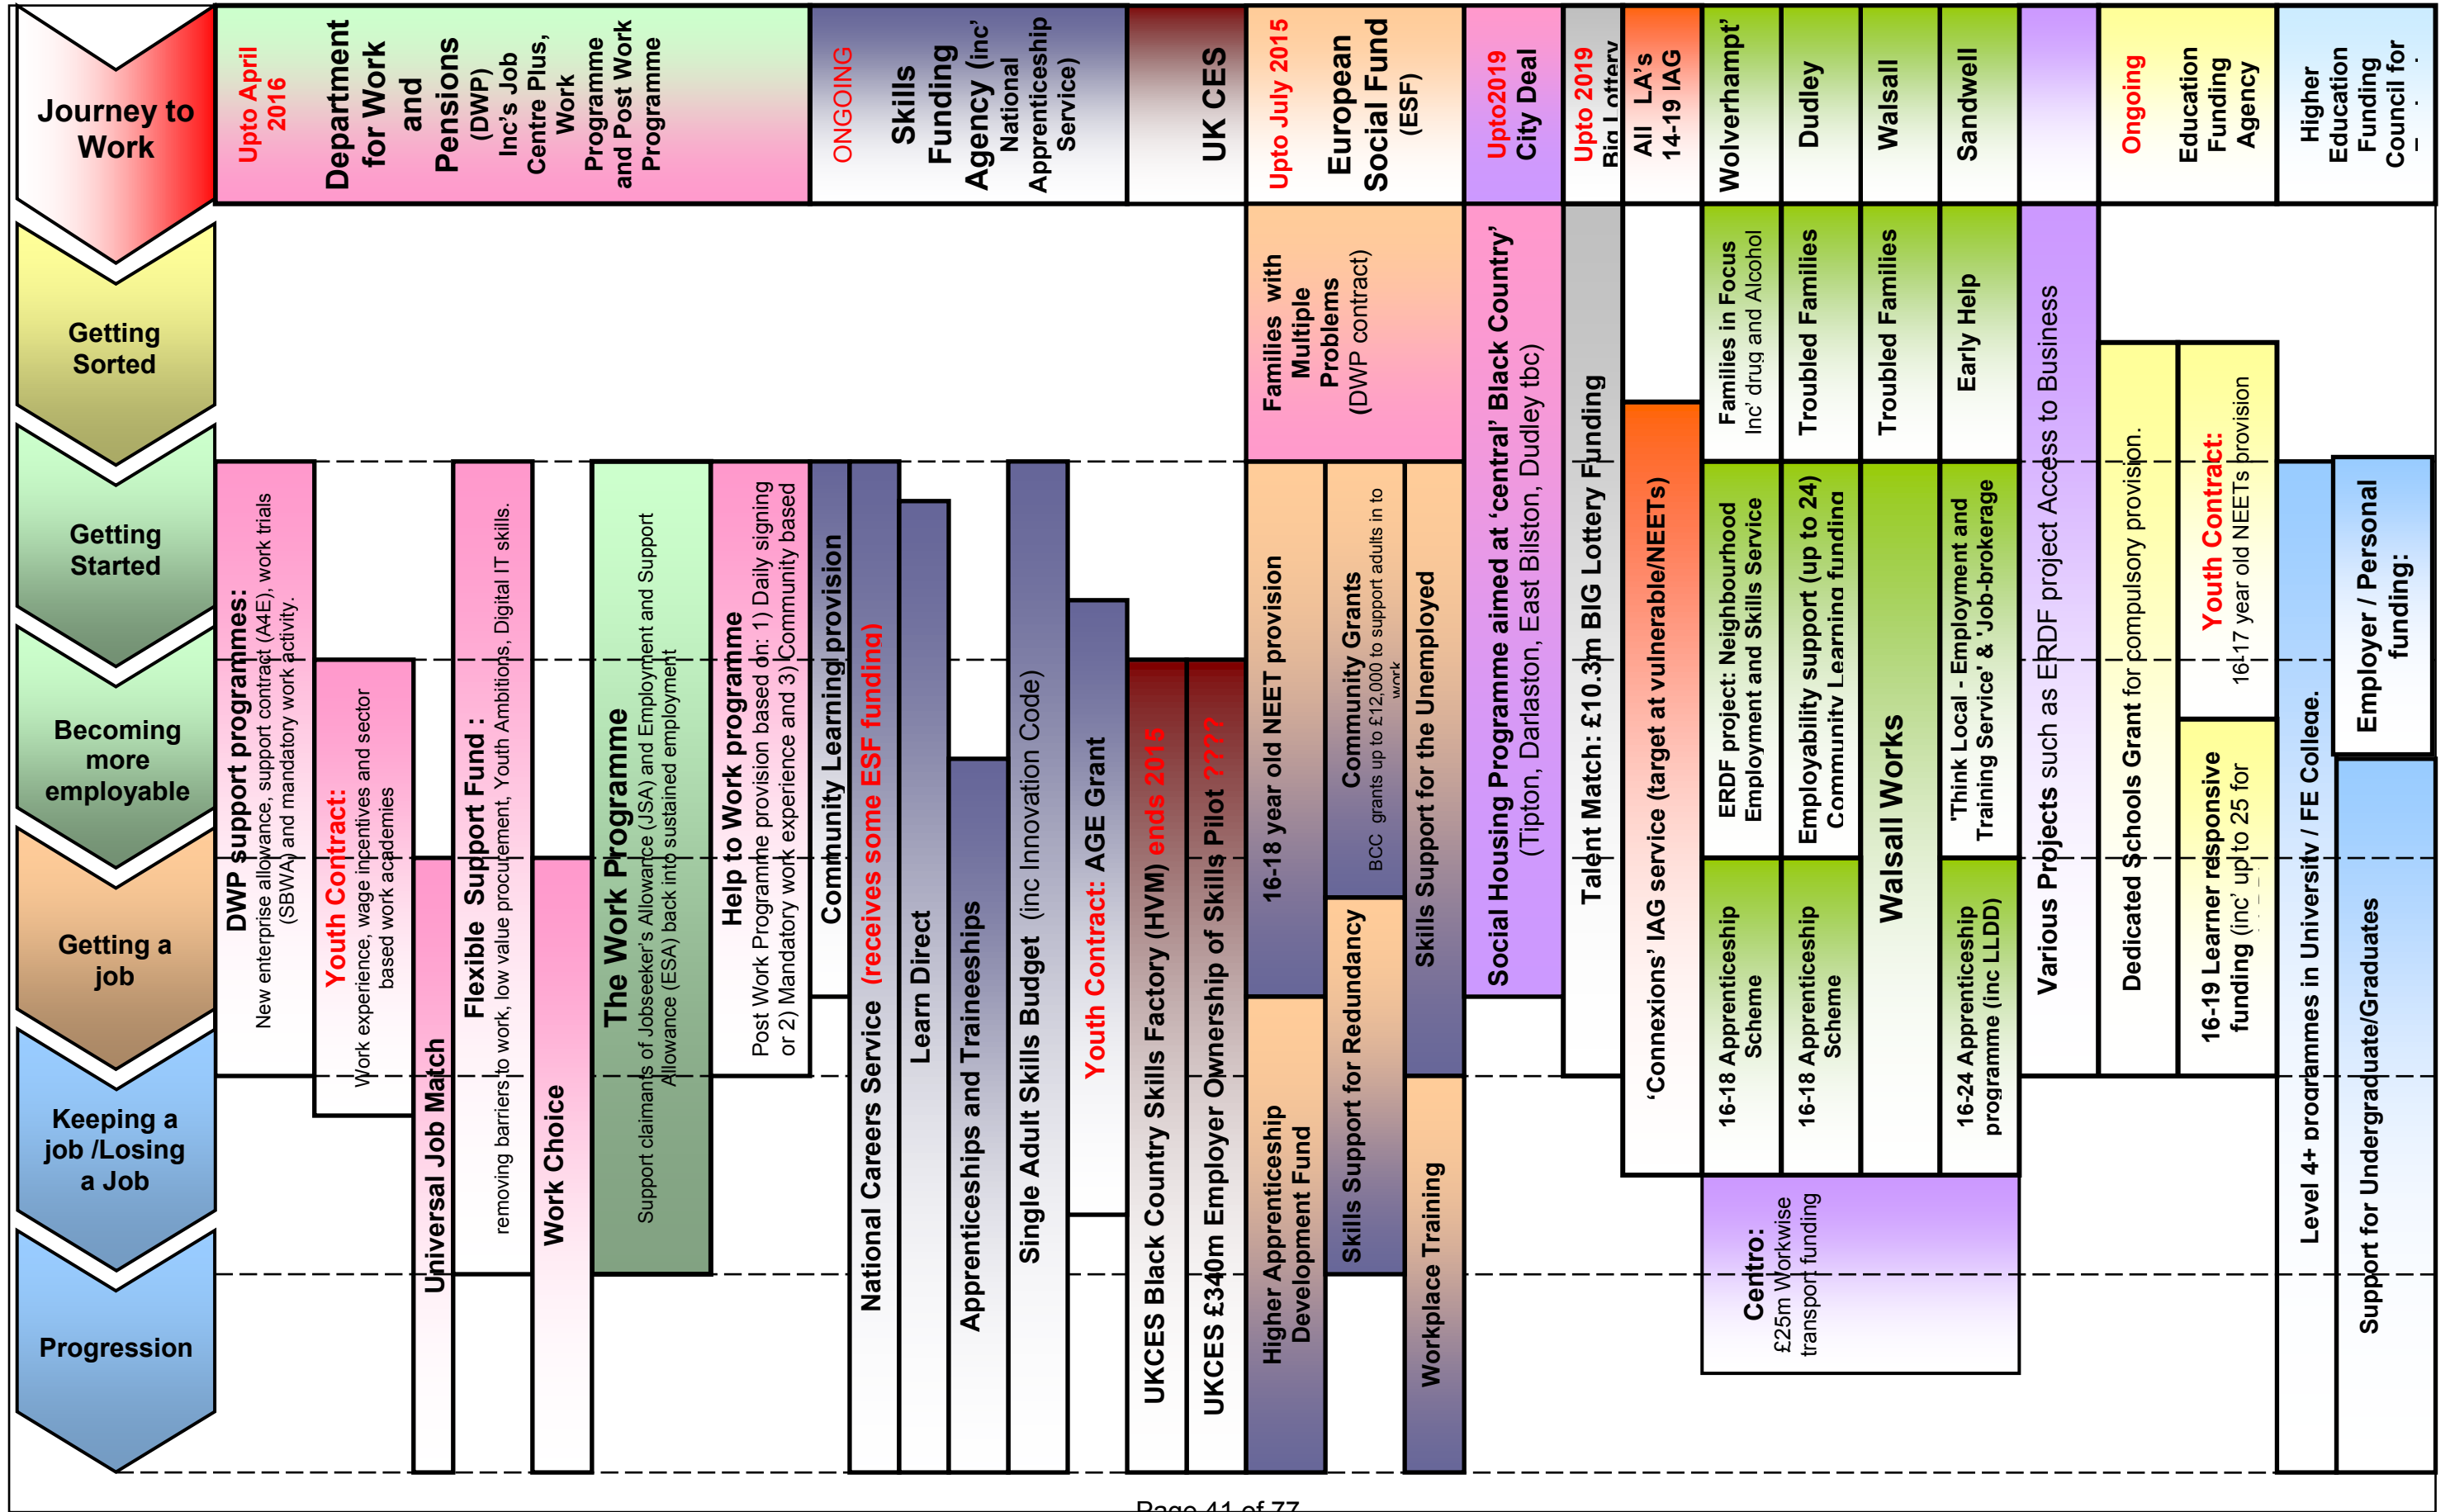 Journey to
Work
Getting
Sorted
Getting
Started
Becoming
more
employable
Getting a
job
Keeping a
job /Losing
a Job
Progression
Upto April
2016
Department
for Work
and
Pensions
(DWP)
Inc's Job
Centre Plus,
Work
Programme
and Post Work
Programme
ONGOING
Skills
Funding
Agency (inc'
National
Apprenticeship
Service)
UK CES
Upto July 2015
European
Social Fund
(ESF)
Upto2019
City Deal
Upto 2019
Big Lottery
All LA's
14-19 IAG
Wolverhampt'
Dudley
Walsall
Sandwell
Ongoing
Education
Funding
Agency
Higher
Education
Funding
Council for
DWP support programmes:
New enterprise allowance, support contract (A4E), work trials
(SBWA) and mandatory work activity.
Youth Contract:
Work experience, wage incentives and sector
based work academies
Universal Job Match
Flexible Support Fund :
removing barriers to work, low value procurement, Youth Ambitions, Digital IT skills.
Work Choice
The Work Programme
Support claimants of Jobseeker's Allowance (JSA) and Employment and Support
Allowance (ESA) back into sustained employment
Help to Work programme
Post Work Programme provision based on: 1) Daily signing
or 2) Mandatory work experience and 3) Community based
Community Learning provision
National Careers Service (receives some ESF funding)
Learn Direct
Apprenticeships and Traineeships
Single Adult Skills Budget (inc Innovation Code)
Youth Contract: AGE Grant
UKCES Black Country Skills Factory (HVM) ends 2015
UKCES £340m Employer Ownership of Skills Pilot ????
Families with
Multiple
Problems
(DWP contract)
16-18 year old NEET provision
Higher Apprenticeship
Development Fund
Community Grants
BCC grants up to £12,000 to support adults in to
work
Skills Support for Redundancy
Skills Support for the Unemployed
Workplace Training
Social Housing Programme aimed at 'central' Black Country'
(Tipton, Darlaston, East Bilston, Dudley tbc)
Talent Match: £10.3m BIG Lottery Funding
'Connexions' IAG service (target at vulnerable/NEETs)
Families in Focus
Inc' drug and Alcohol
ERDF project: Neighbourhood
Employment and Skills Service
16-18 Apprenticeship
Scheme
Troubled Families
Employability support (up to 24)
Community Learning funding
16-18 Apprenticeship
Scheme
Troubled Families
Walsall Works
Early Help
'Think Local - Employment and
Training Service' & 'Job-brokerage
16-24 Apprenticeship
programme (inc LLDD)
Centro:
£25m Workwise
transport funding
Various Projects such as ERDF project Access to Business
Dedicated Schools Grant for compulsory provision.
Youth Contract:
16-17 year old NEETs provision
16-19 Learner responsive
funding (inc' up to 25 for
Level 4+ programmes in University / FE College.
Employer / Personal
funding:
Support for Undergraduate/Graduates
Page 41 of 77